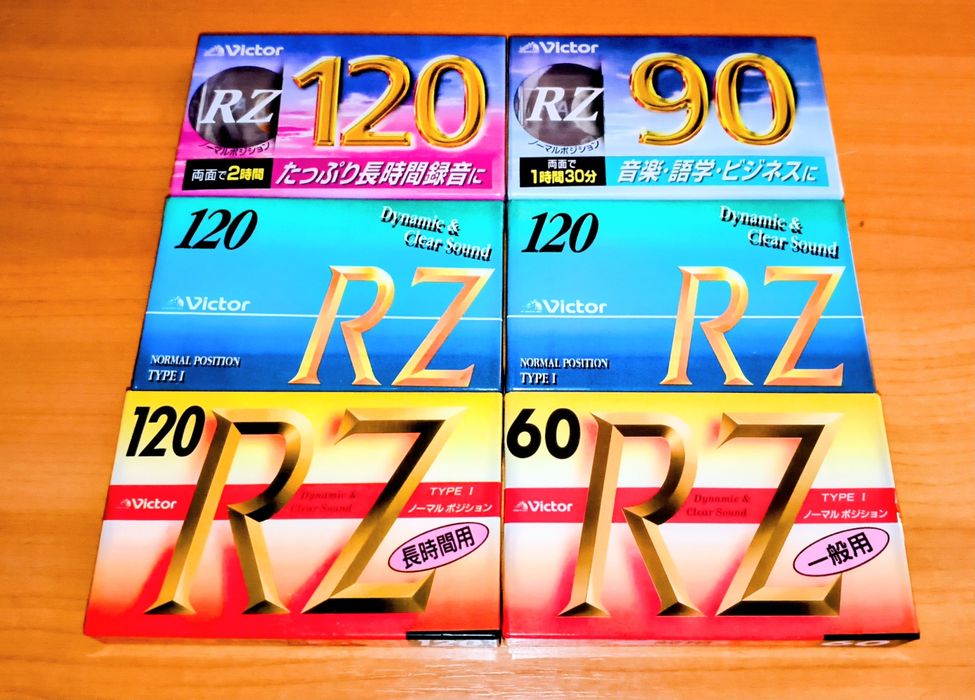 Victor
RZ
120
ノーマルポジション
両面で2時間
たっぷり長時間録音に
Victor
RZ
90
ノーマルポジション
両面で
1時間30分
音楽・語学・ビジネスに
120
Dynamic &
Clear Sound
Victor
RZ
NORMAL POSITION
TYPE I
120
Dynamic &
Clear Sound
Victor
RZ
NORMAL POSITION
TYPE I
120
RZ
Victor
Dynamic &
Clear Sound
TYPE I
ノーマルポジション
長時間用
60
RZ
Victor
Dynamic &
Clear Sound
TYPE I
ノーマルポジション
一般用